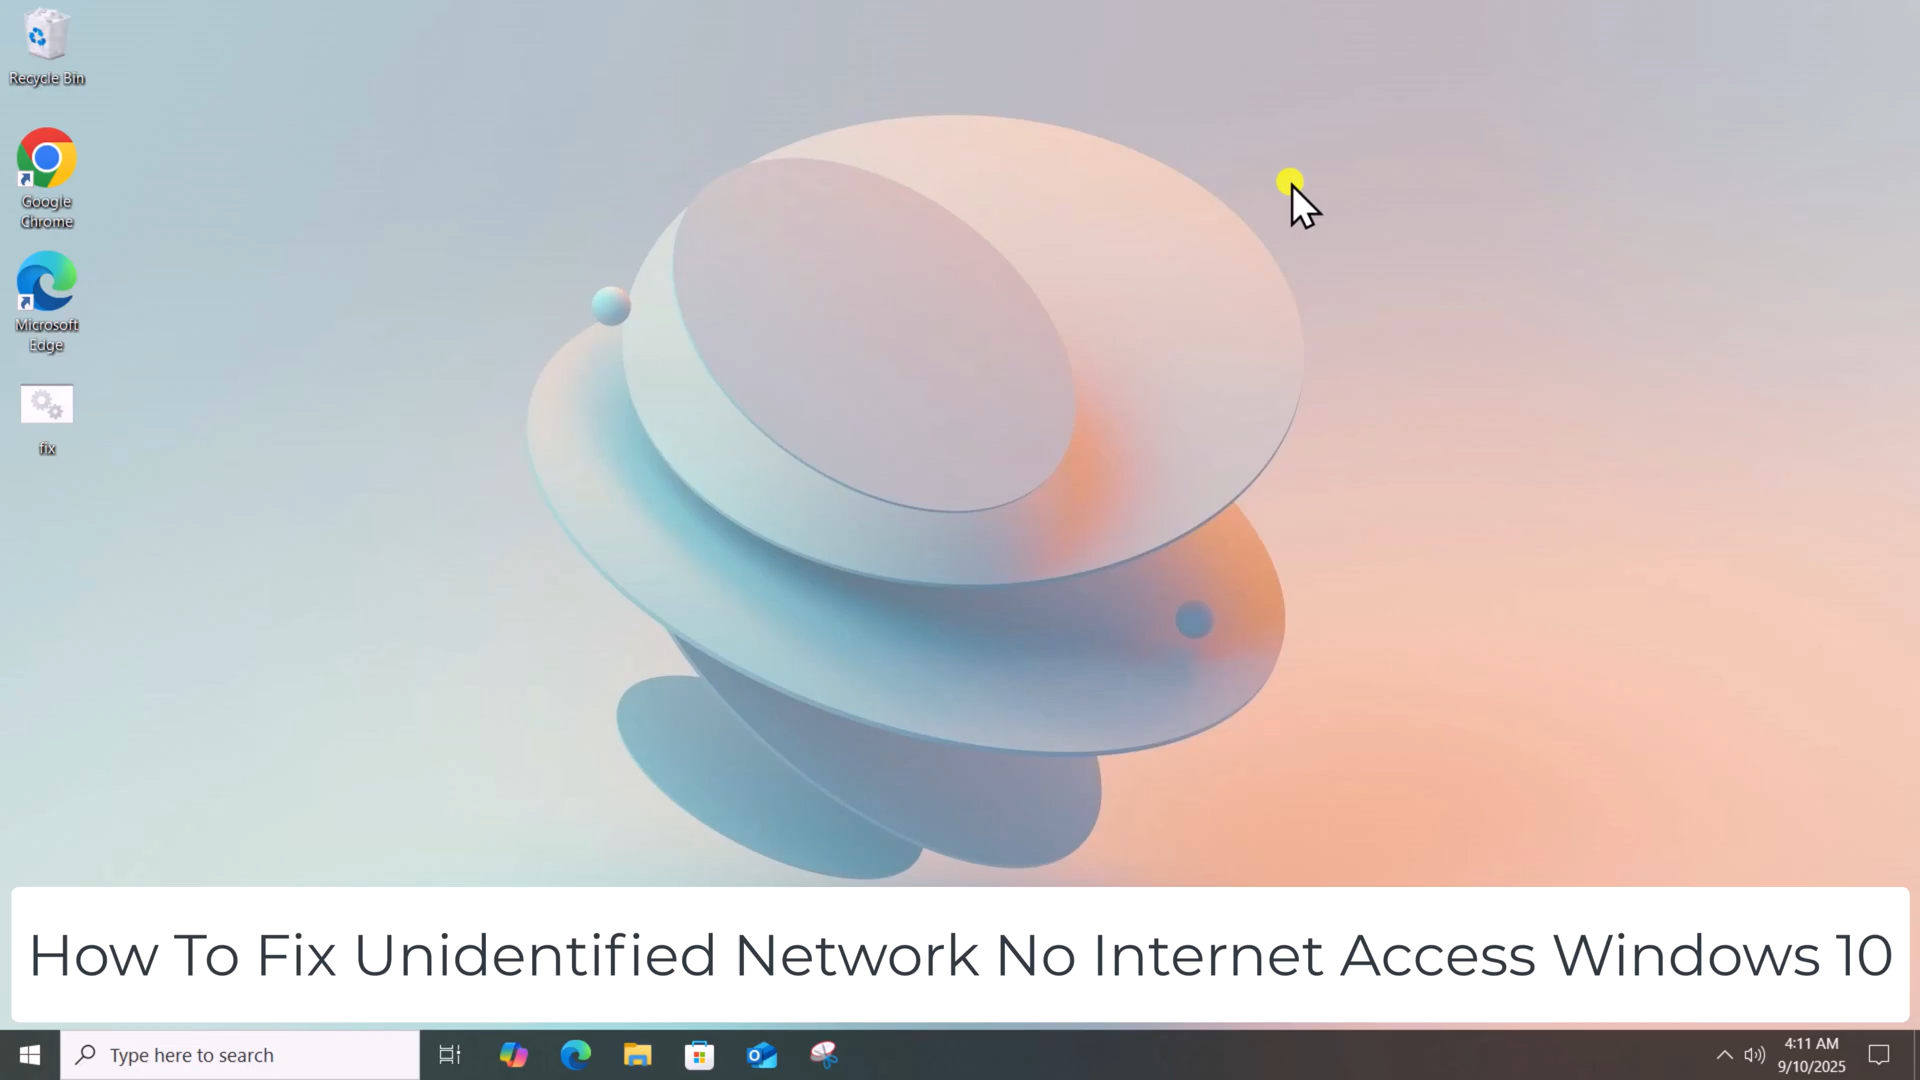 Recycle Bin
Google
Chrome
Microsoft
Edge
fix
How To Fix Unidentified Network No Internet Access Windows 10
Type here to search
4:11 AM
9/10/2025